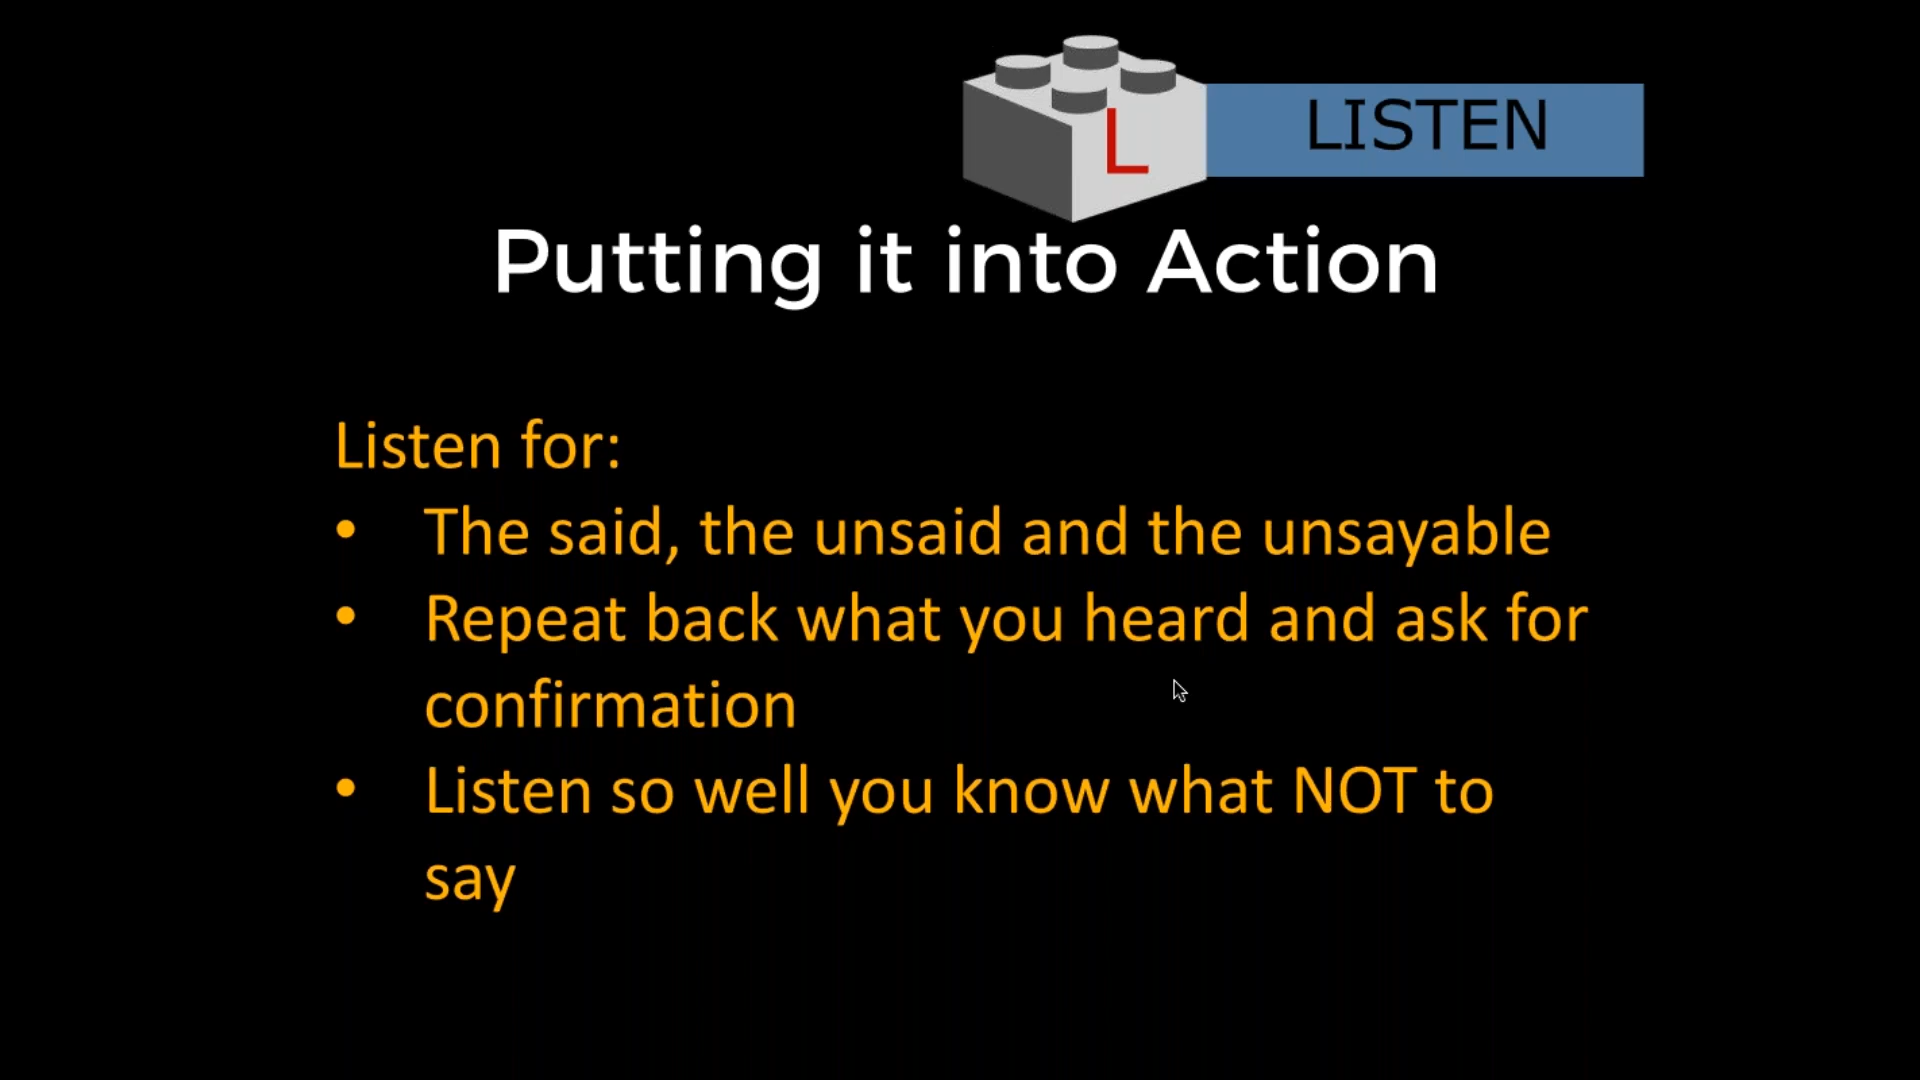 L LISTEN
Putting it into Action
Listen for:
• The said, the unsaid and the unsayable
• Repeat back what you heard and ask for
confirmation
• Listen so well you know what NOT to
say